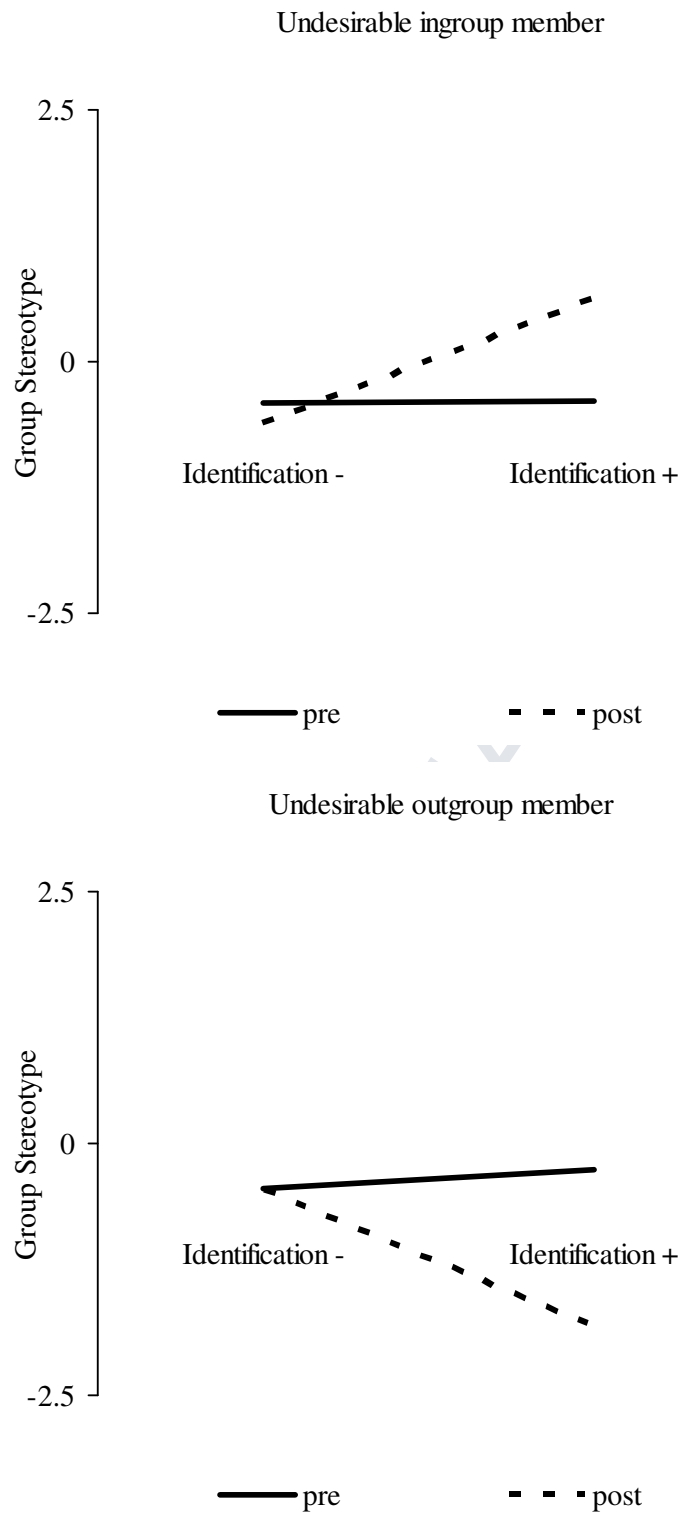 Undesirable ingroup member
2.5
0
-2.5
Group Stereotype
Identification -
Identification +
pre
post
Undesirable outgroup member
2.5
0
-2.5
Group Stereotype
Identification -
Identification +
pre
post